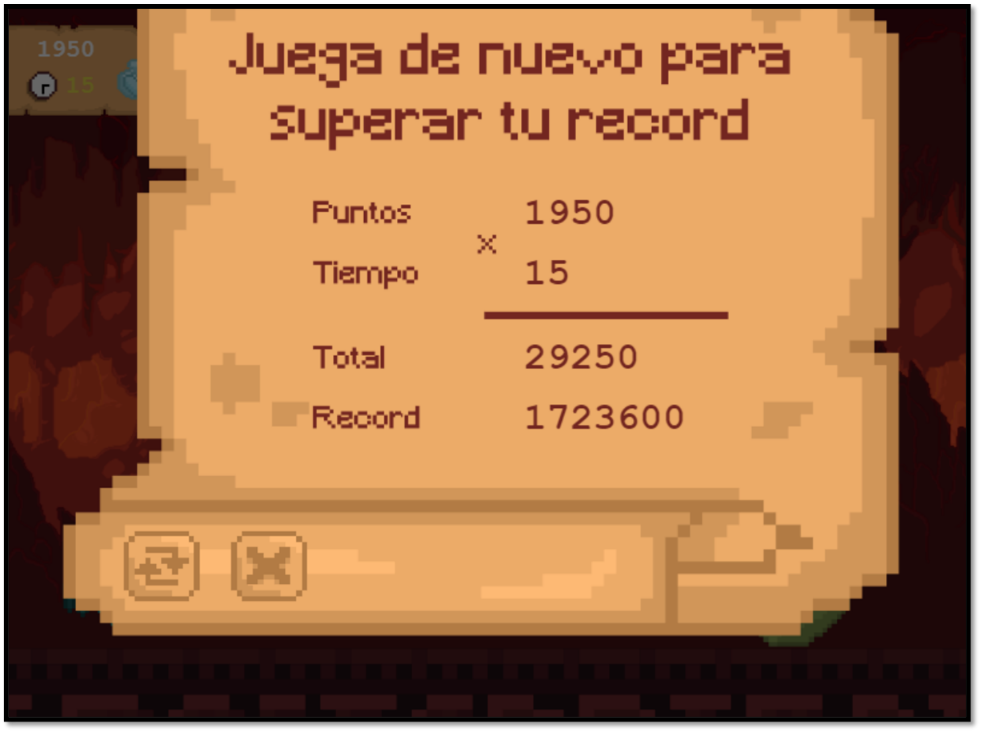 1950
15
Juega de nuevo para
superar tu record
Puntos 1950
x
Tiempo 15
Total 29250
Record 1723600